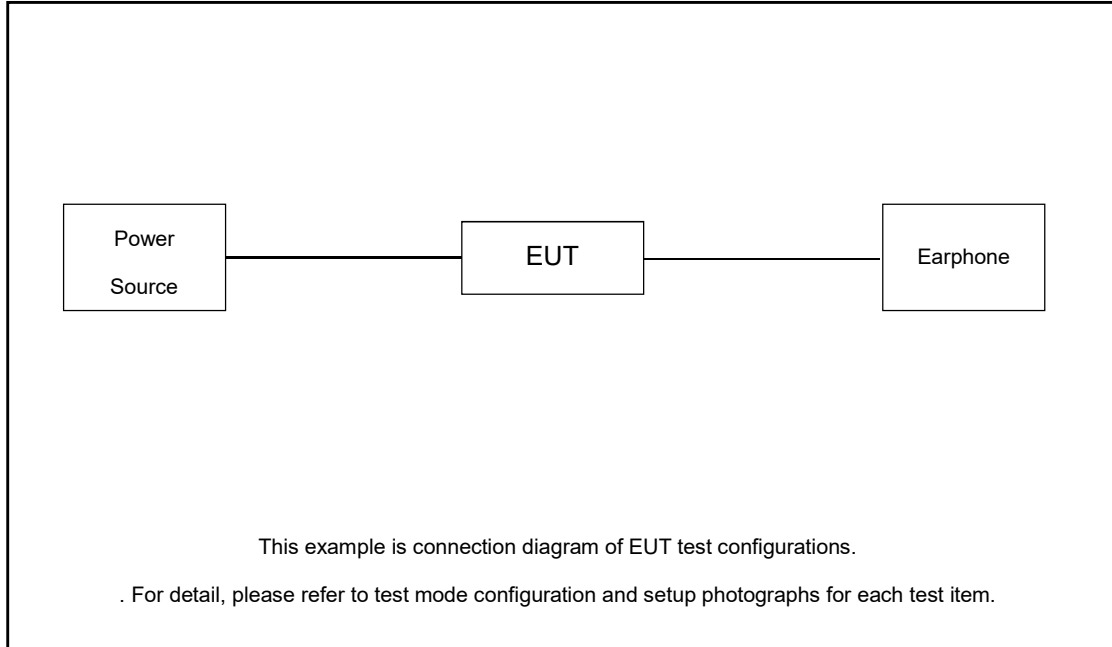 Power
Source
EUT
Earphone
This example is connection diagram of EUT test configurations.
. For detail, please refer to test mode configuration and setup photographs for each test item.